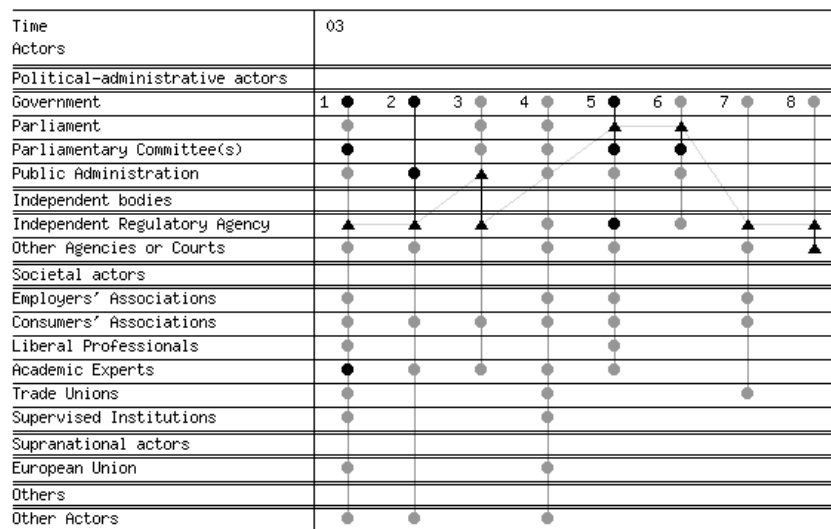 Time 03
Actors
Political-administrative actors
Government 1 2 3 4 5 6 7 8
Parliament
Parliamentary Committee(s)
Public Administration
Independent bodies
Independent Regulatory Agency
Other Agencies or Courts
Societal actors
Employers' Associations
Consumers' Associations
Liberal Professionals
Academic Experts
Trade Unions
Supervised Institutions
Supranational actors
European Union
Others
Other Actors